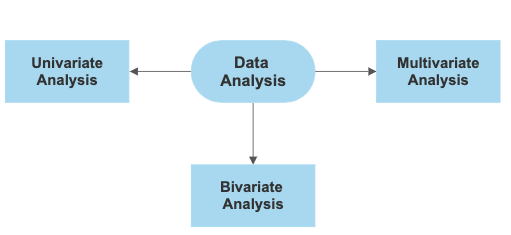 Univariate
Analysis
Data
Analysis
Multivariate
Analysis
Bivariate
Analysis